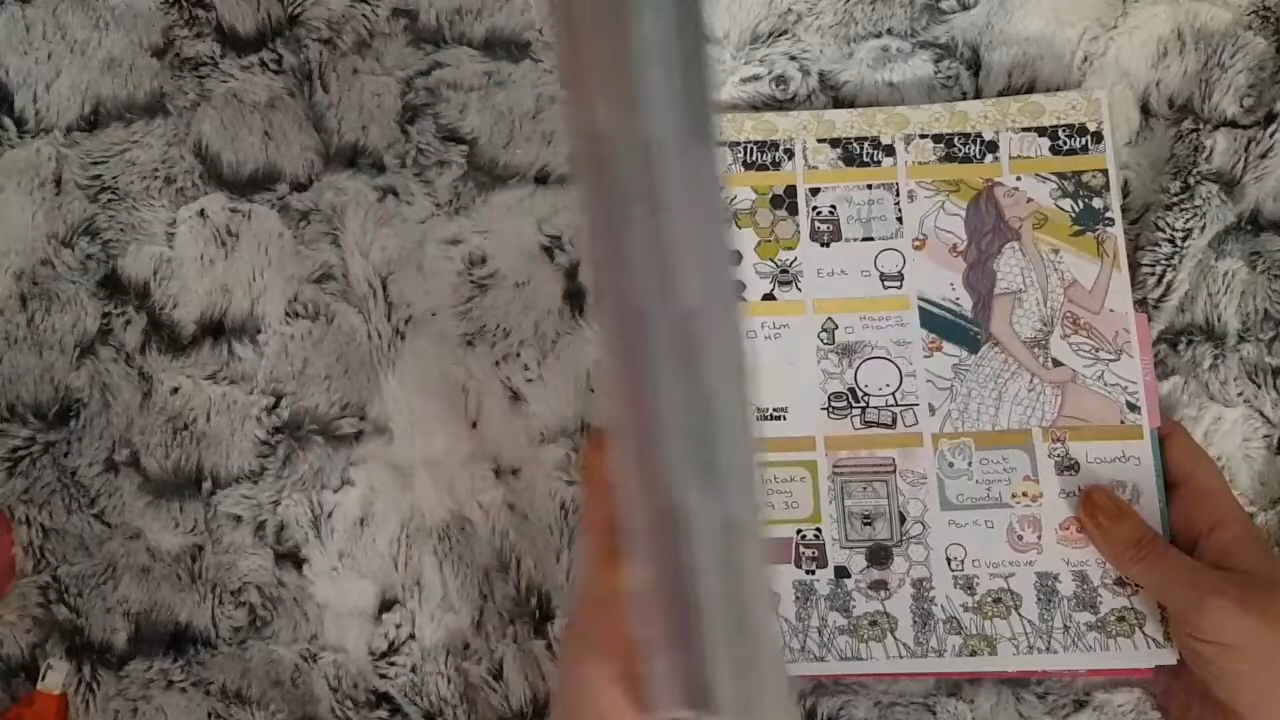 Thurs
Fri
Sat
Sun
Ywoc
Promo
Edit
Film
HP
Happy
Planner
BUY MORE
stickers
Intake
Day
9:30
Out
with
Nanny
&
Grandad
Laundry
Park
Voiceover
Ywoc